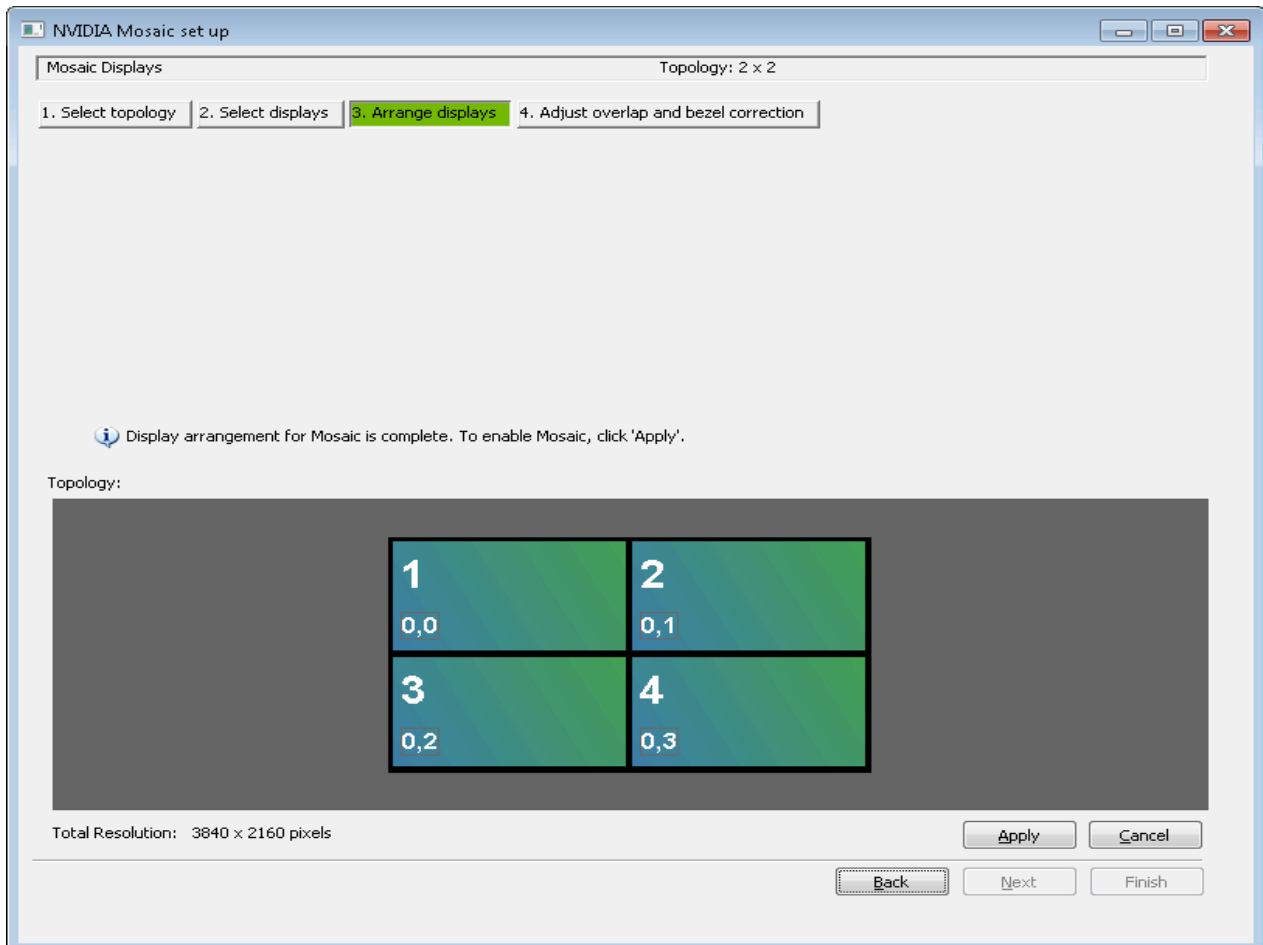 NVIDIA Mosaic set up
Mosaic Displays Topology: 2 x 2
1. Select topology 2. Select displays 3. Arrange displays 4. Adjust overlap and bezel correction
Display arrangement for Mosaic is complete. To enable Mosaic, click 'Apply'.
Topology:
1 2
0,0 0,1
3 4
0,2 0,3
Total Resolution: 3840 x 2160 pixels Apply Cancel
Back Next Finish